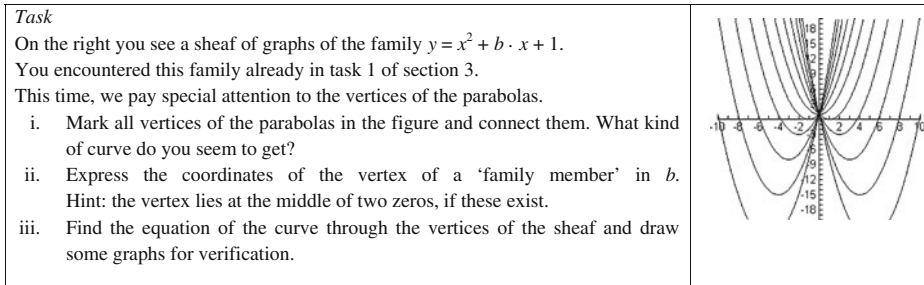 Task
On the right you see a sheaf of graphs of the family y = x² + b · x + 1.
You encountered this family already in task 1 of section 3.
This time, we pay special attention to the vertices of the parabolas.
i. Mark all vertices of the parabolas in the figure and connect them. What kind
of curve do you seem to get?
ii. Express the coordinates of the vertex of a ‘family member’ in b.
Hint: the vertex lies at the middle of two zeros, if these exist.
iii. Find the equation of the curve through the vertices of the sheaf and draw
some graphs for verification.
18
15
-10 -8 -6 -4 -2 2 4 6 8 10
-9
-12
-15
-18